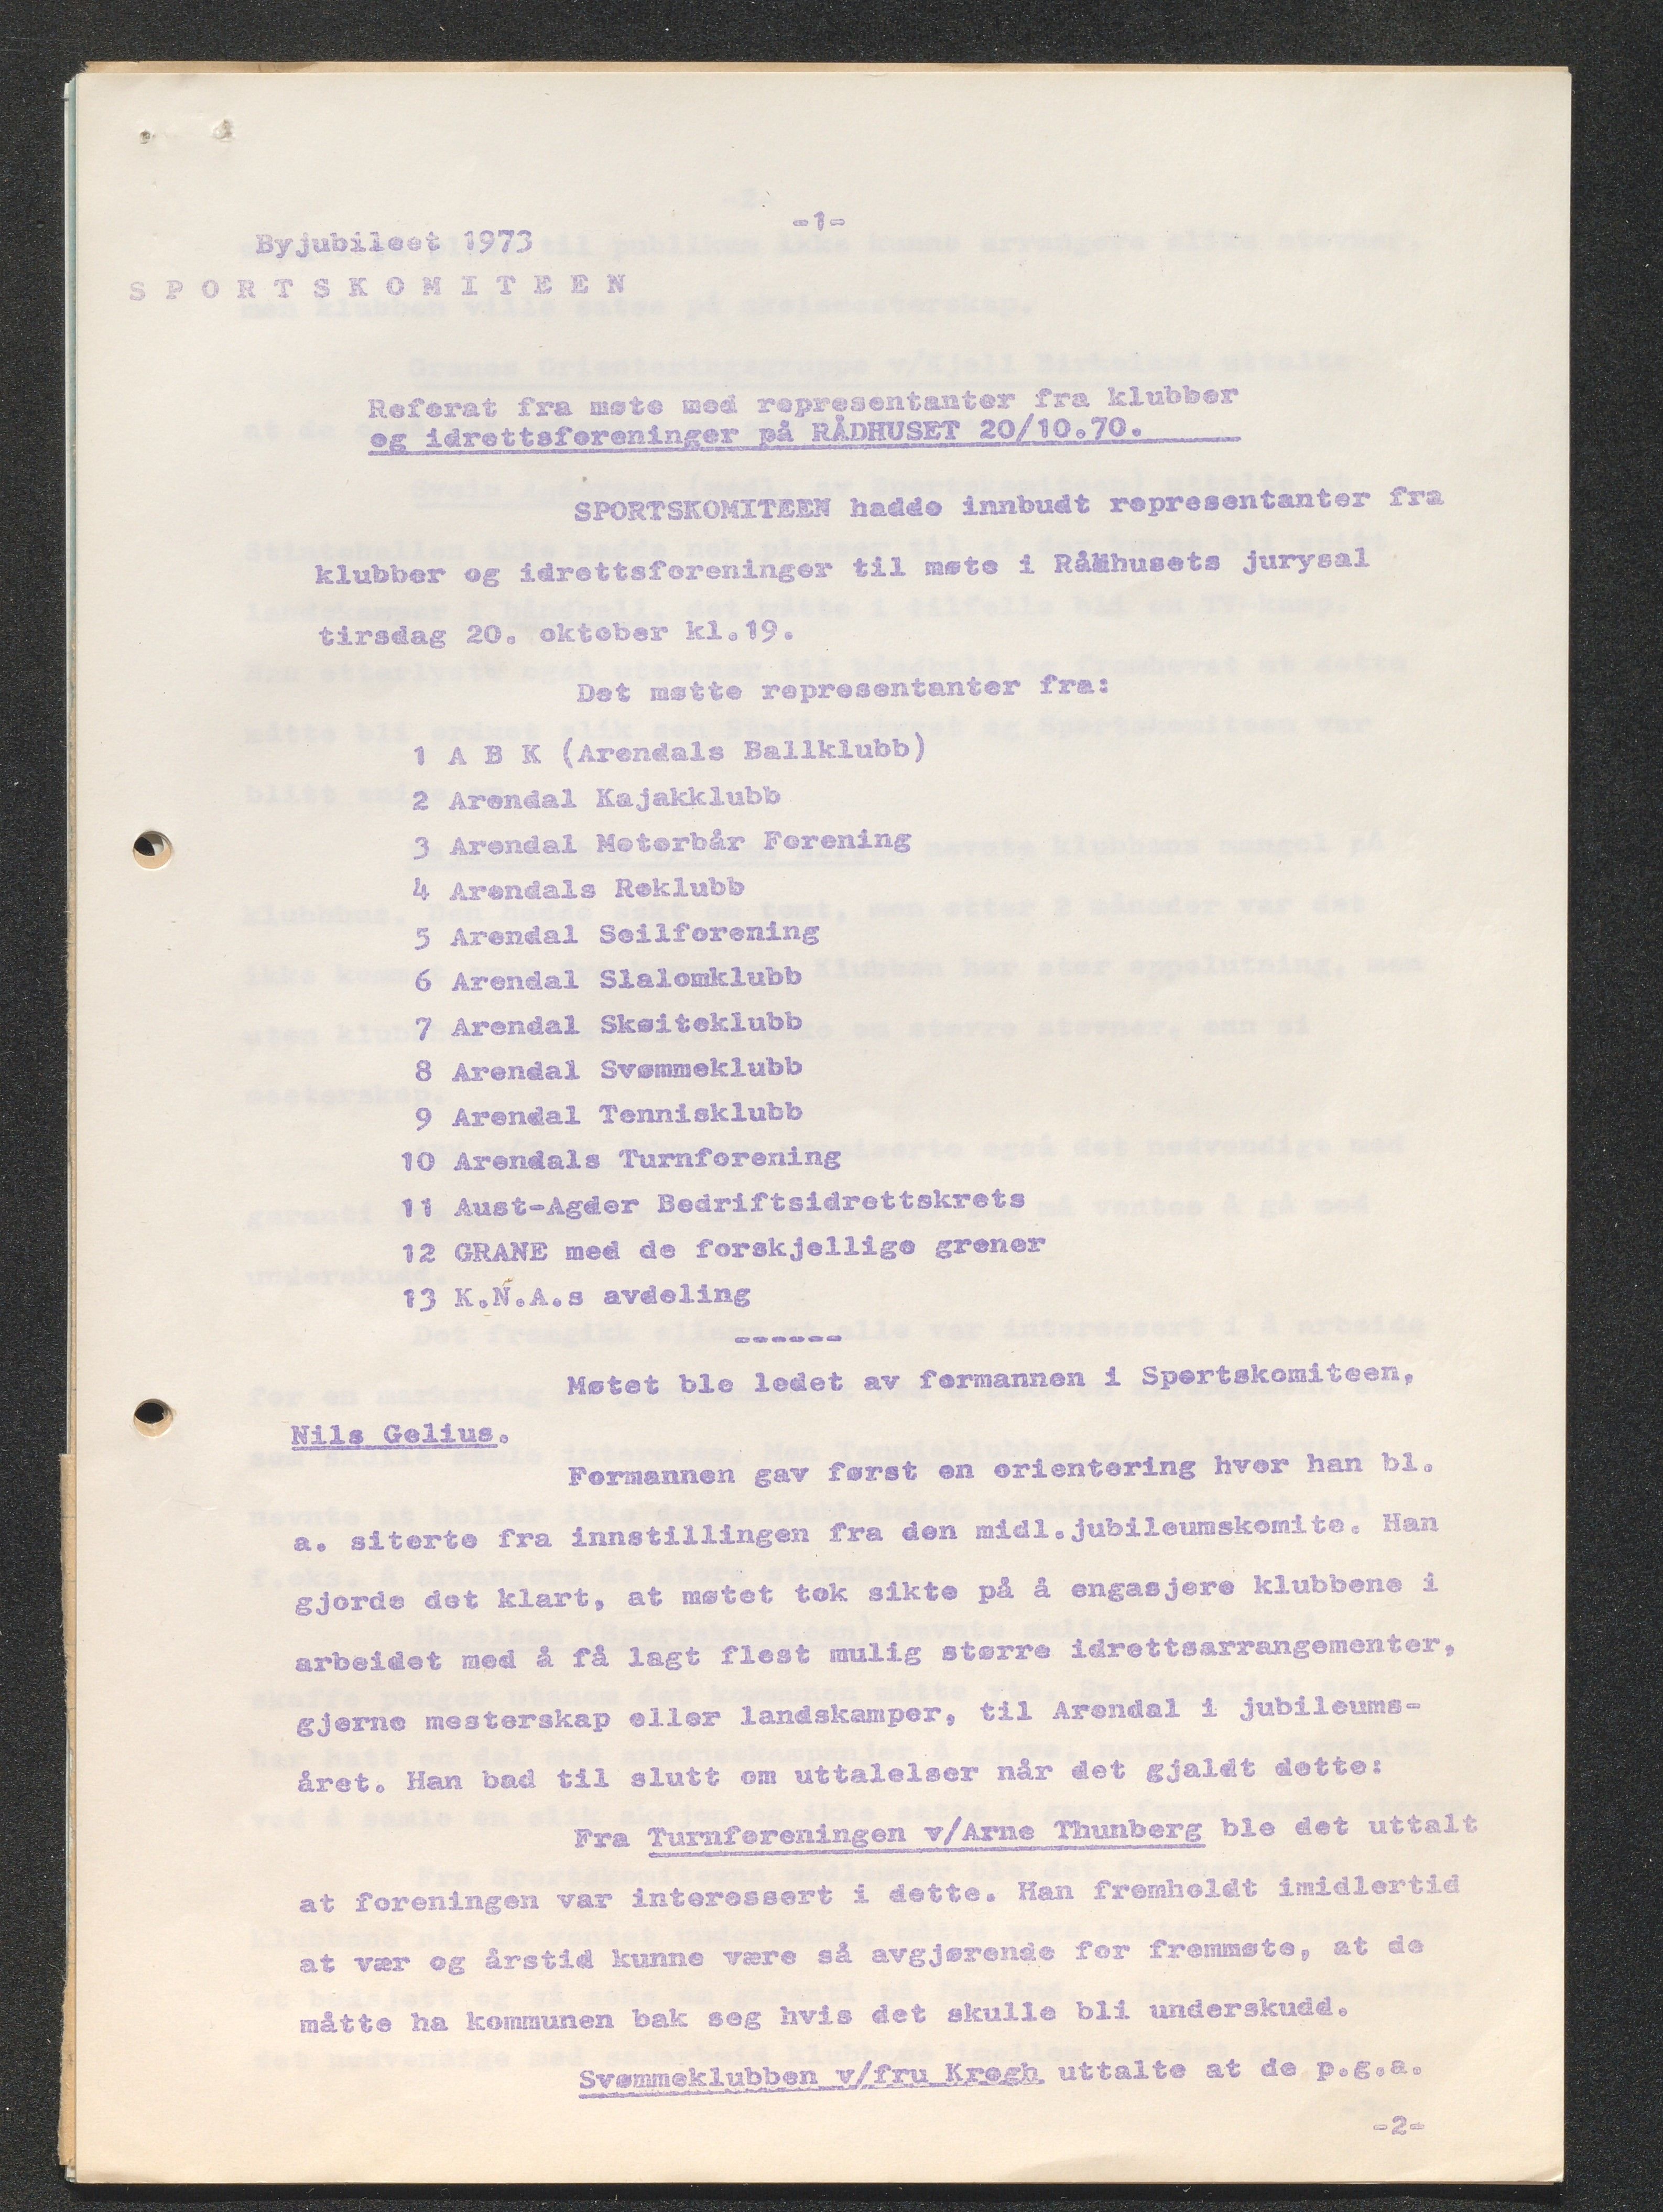 -1-
Byjubileet 1973
S P O R T S K O M I T E E N
Referat fra møte med representanter fra klubber
og idrettsforeninger på RÅDHUSET 20/10.70.
SPORTSKOMITEEN hadde innbudt representanter fra
klubber og idrettsforeninger til møte i Rådhusets jurysal
tirsdag 20. oktober kl.19.
Det møtte representanter fra:
1 A B K (Arendals Ballklubb)
2 Arendal Kajakklubb
3 Arendal Motorbår Forening
4 Arendals Roklubb
5 Arendal Seilforening
6 Arendal Slalomklubb
7 Arendal Skøiteklubb
8 Arendal Svømmeklubb
9 Arendal Tennisklubb
10 Arendals Turnforening
11 Aust-Agder Bedriftsidrettskrets
12 GRANE med de forskjellige grener
13 K.N.A.s avdeling
------
Møtet ble ledet av formannen i Sportskomiteen,
Nils Gelius.
Formannen gav først en orientering hvor han bl.
a. siterte fra innstillingen fra den midl.jubileumskomite. Han
gjorde det klart, at møtet tok sikte på å engasjere klubbene i
arbeidet med å få lagt flest mulig større idrettsarrangementer,
gjerne mesterskap eller landskamper, til Arendal i jubileums-
året. Han bad til slutt om uttalelser når det gjaldt dette:
Fra Turnforeningen v/Arne Thunberg ble det uttalt
at foreningen var interessert i dette. Han fremholdt imidlertid
at vær og årstid kunne være så avgjørende for fremmøte, at de
måtte ha kommunen bak seg hvis det skulle bli underskudd.
Svømmeklubben v/fru Krogh uttalte at de p.g.a.
-2-